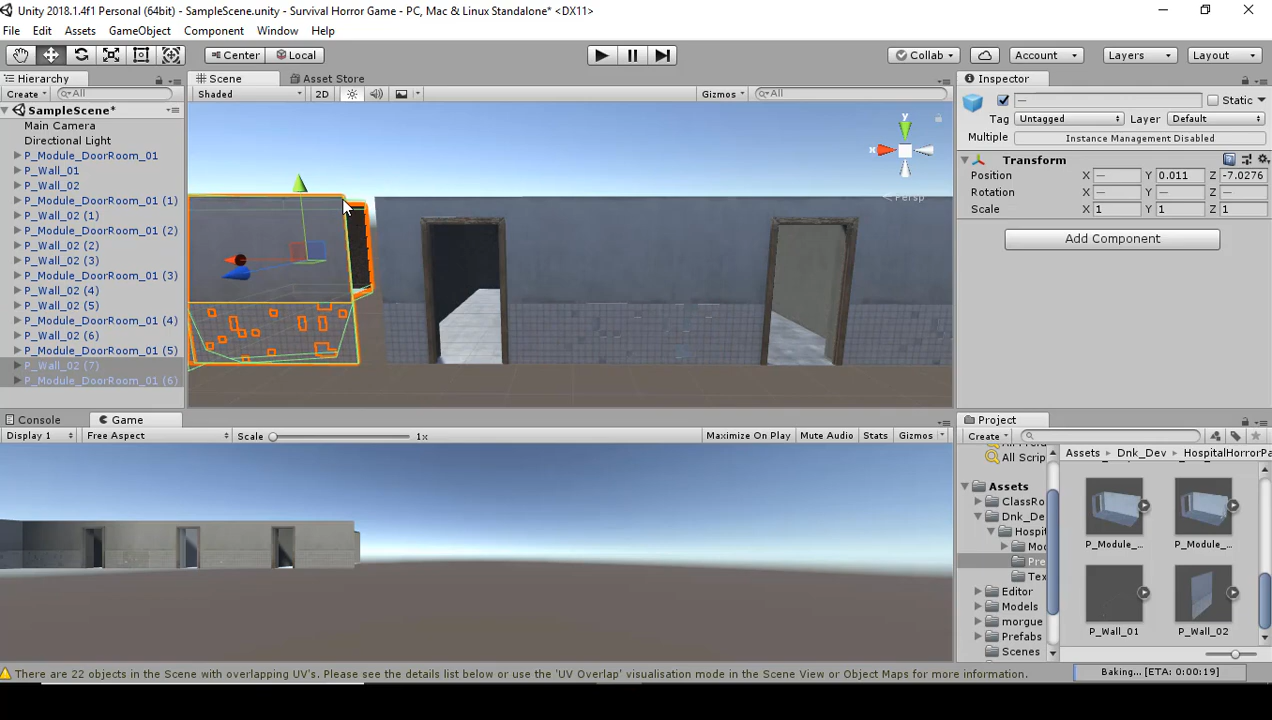 Unity 2018.1.4f1 Personal (64bit) - SampleScene.unity - Survival Horror Game - PC, Mac & Linux Standalone* <DX11>
File Edit Assets GameObject Component Window Help
Center Local Collab Account Layers Layout
Hierarchy Scene Asset Store Inspector
Create All Shaded 2D Gizmos All
SampleScene*
Main Camera
Directional Light
P_Module_DoorRoom_01
P_Wall_01
P_Wall_02
P_Module_DoorRoom_01 (1)
P_Wall_02 (1)
P_Module_DoorRoom_01 (2)
P_Wall_02 (2)
P_Wall_02 (3)
P_Module_DoorRoom_01 (3)
P_Wall_02 (4)
P_Wall_02 (5)
P_Module_DoorRoom_01 (4)
P_Wall_02 (6)
P_Module_DoorRoom_01 (5)
P_Wall_02 (7)
P_Module_DoorRoom_01 (6)
y
x
Persp
— Static
Tag Untagged Layer Default
Multiple Instance Management Disabled
Transform
Position X — Y 0.011 Z -7.0276
Rotation X — Y — Z —
Scale X 1 Y 1 Z 1
Add Component
Console Game
Display 1 Free Aspect Scale 1x Maximize On Play Mute Audio Stats Gizmos
Project
Create
All Scrip
Assets
ClassRo
Dnk_De
Hospit
Mod
Pre
Tex
Editor
Models
morgue
Prefabs
Scenes
Assets Dnk_Dev HospitalHorrorPa
P_Module_... P_Module_...
P_Wall_01 P_Wall_02
There are 22 objects in the Scene with overlapping UV's. Please see the details list below or use the 'UV Overlap' visualisation mode in the Scene View or Object Maps for more information.
Baking... [ETA: 0:00:19]